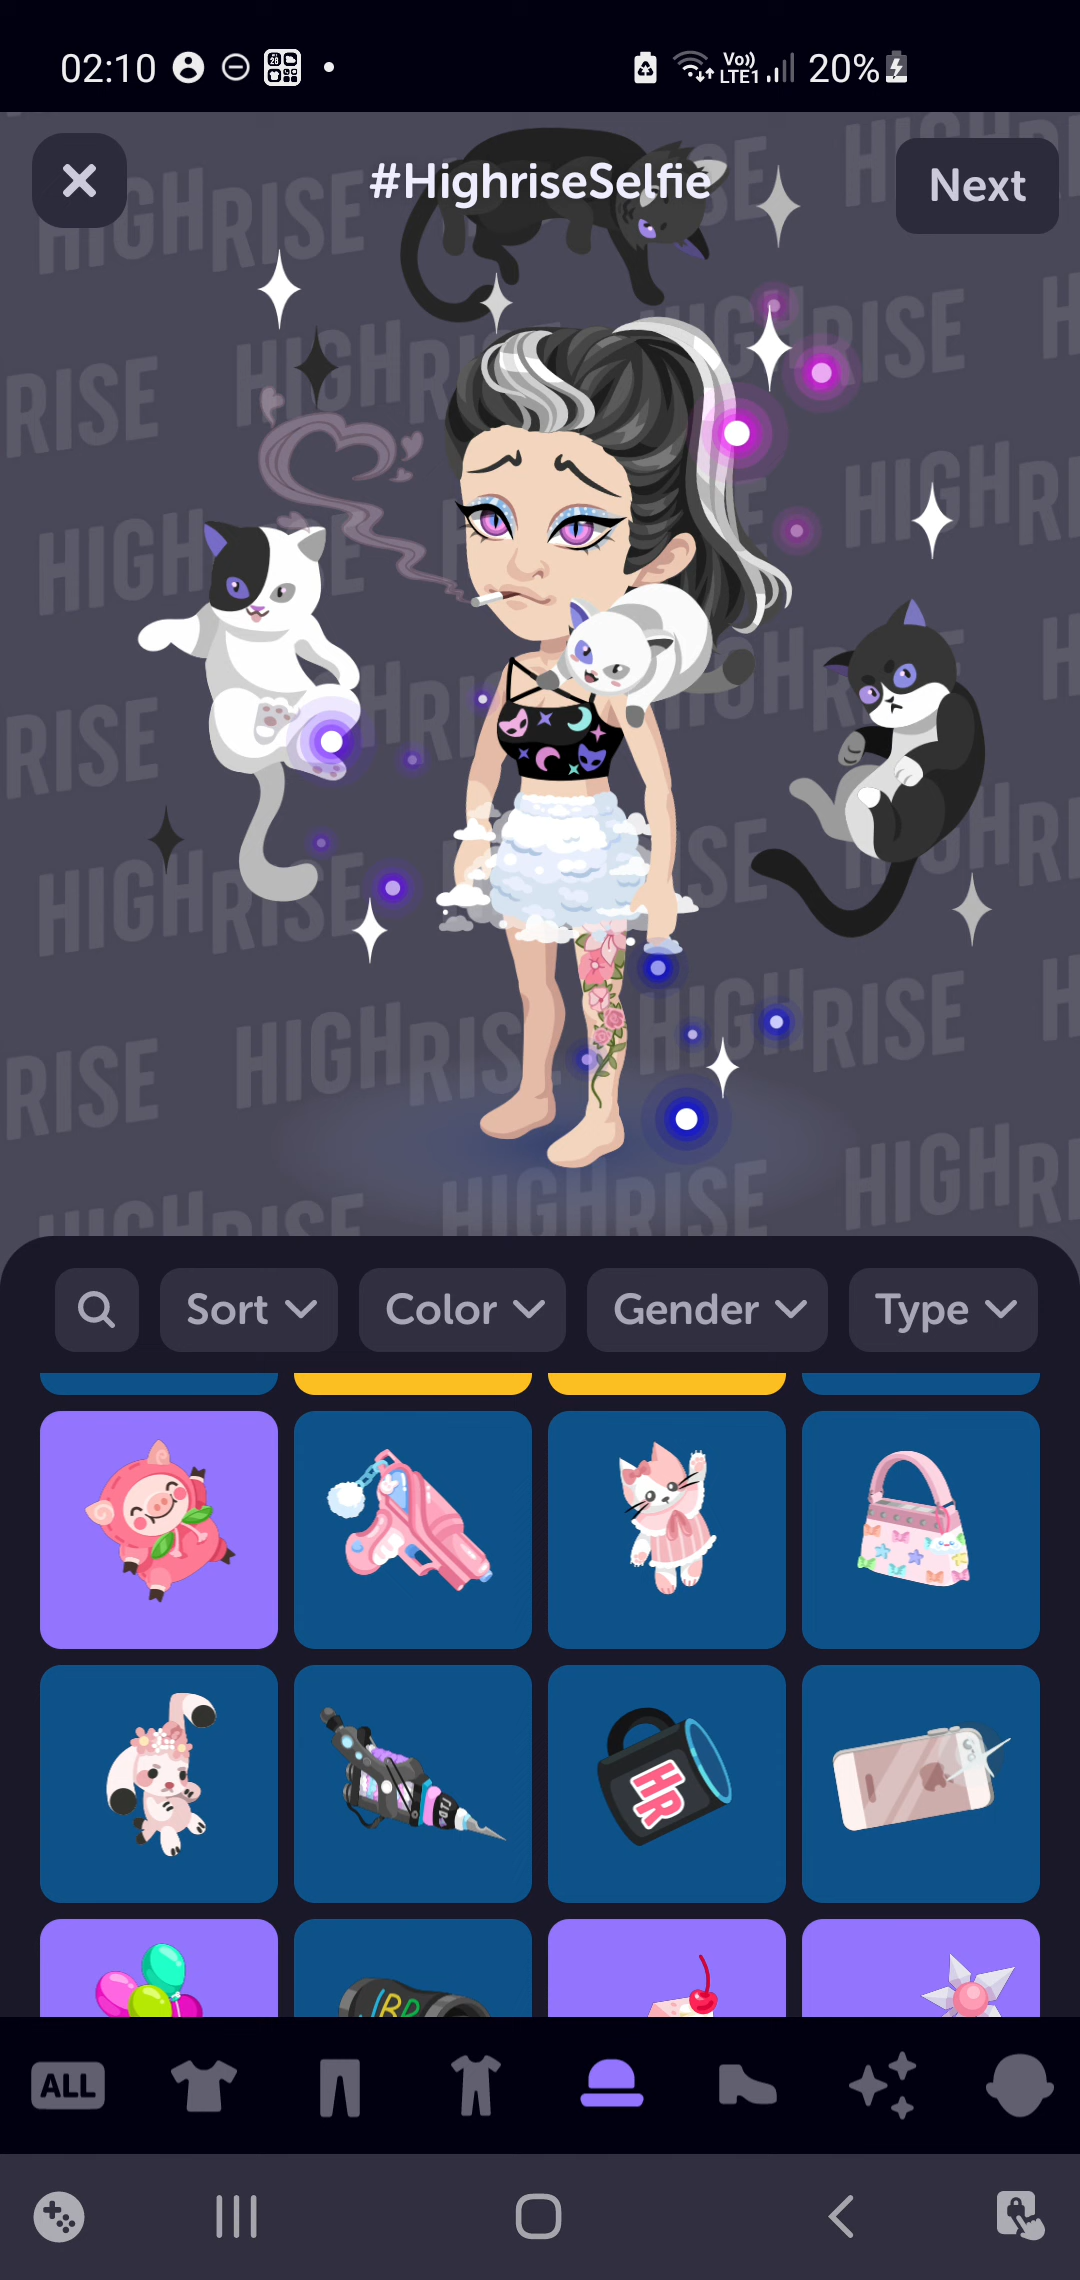 02:10
Vo))
LTE1
20%
#HighriseSelfie
Next
HIGHRISE
Sort
Color
Gender
Type
HR
ALL